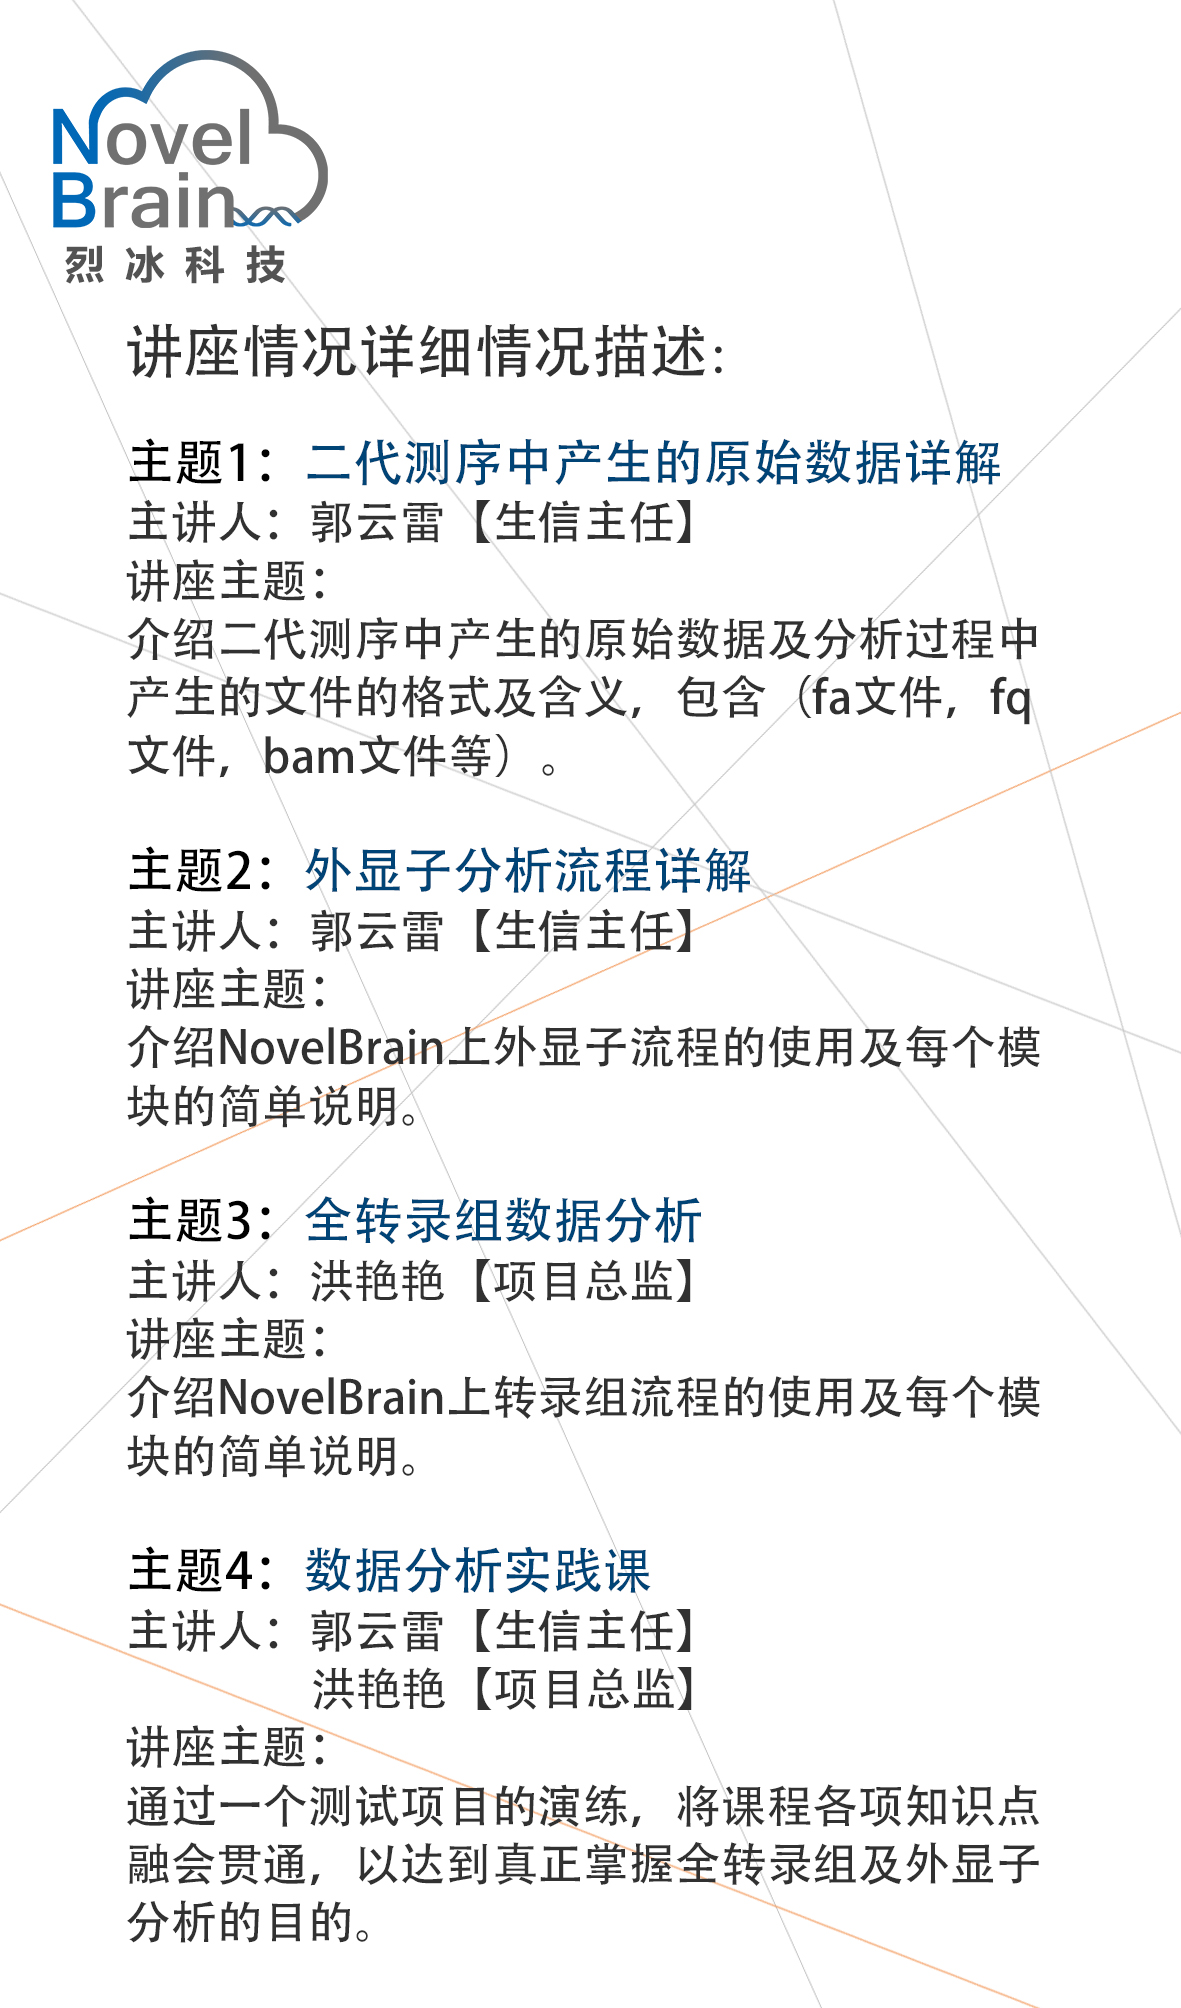 Novel
Brain
烈冰科技
讲座情况详细情况描述：
主题1：二代测序中产生的原始数据详解
主讲人：郭云雷【生信主任】
讲座主题：
介绍二代测序中产生的原始数据及分析过程中
产生的文件的格式及含义，包含（fa文件，fq
文件，bam文件等）。
主题2：外显子分析流程详解
主讲人：郭云雷【生信主任】
讲座主题：
介绍NovelBrain上外显子流程的使用及每个模
块的简单说明。
主题3：全转录组数据分析
主讲人：洪艳艳【项目总监】
讲座主题：
介绍NovelBrain上转录组流程的使用及每个模
块的简单说明。
主题4：数据分析实践课
主讲人：郭云雷【生信主任】
洪艳艳【项目总监】
讲座主题：
通过一个测试项目的演练，将课程各项知识点
融会贯通，以达到真正掌握全转录组及外显子
分析的目的。